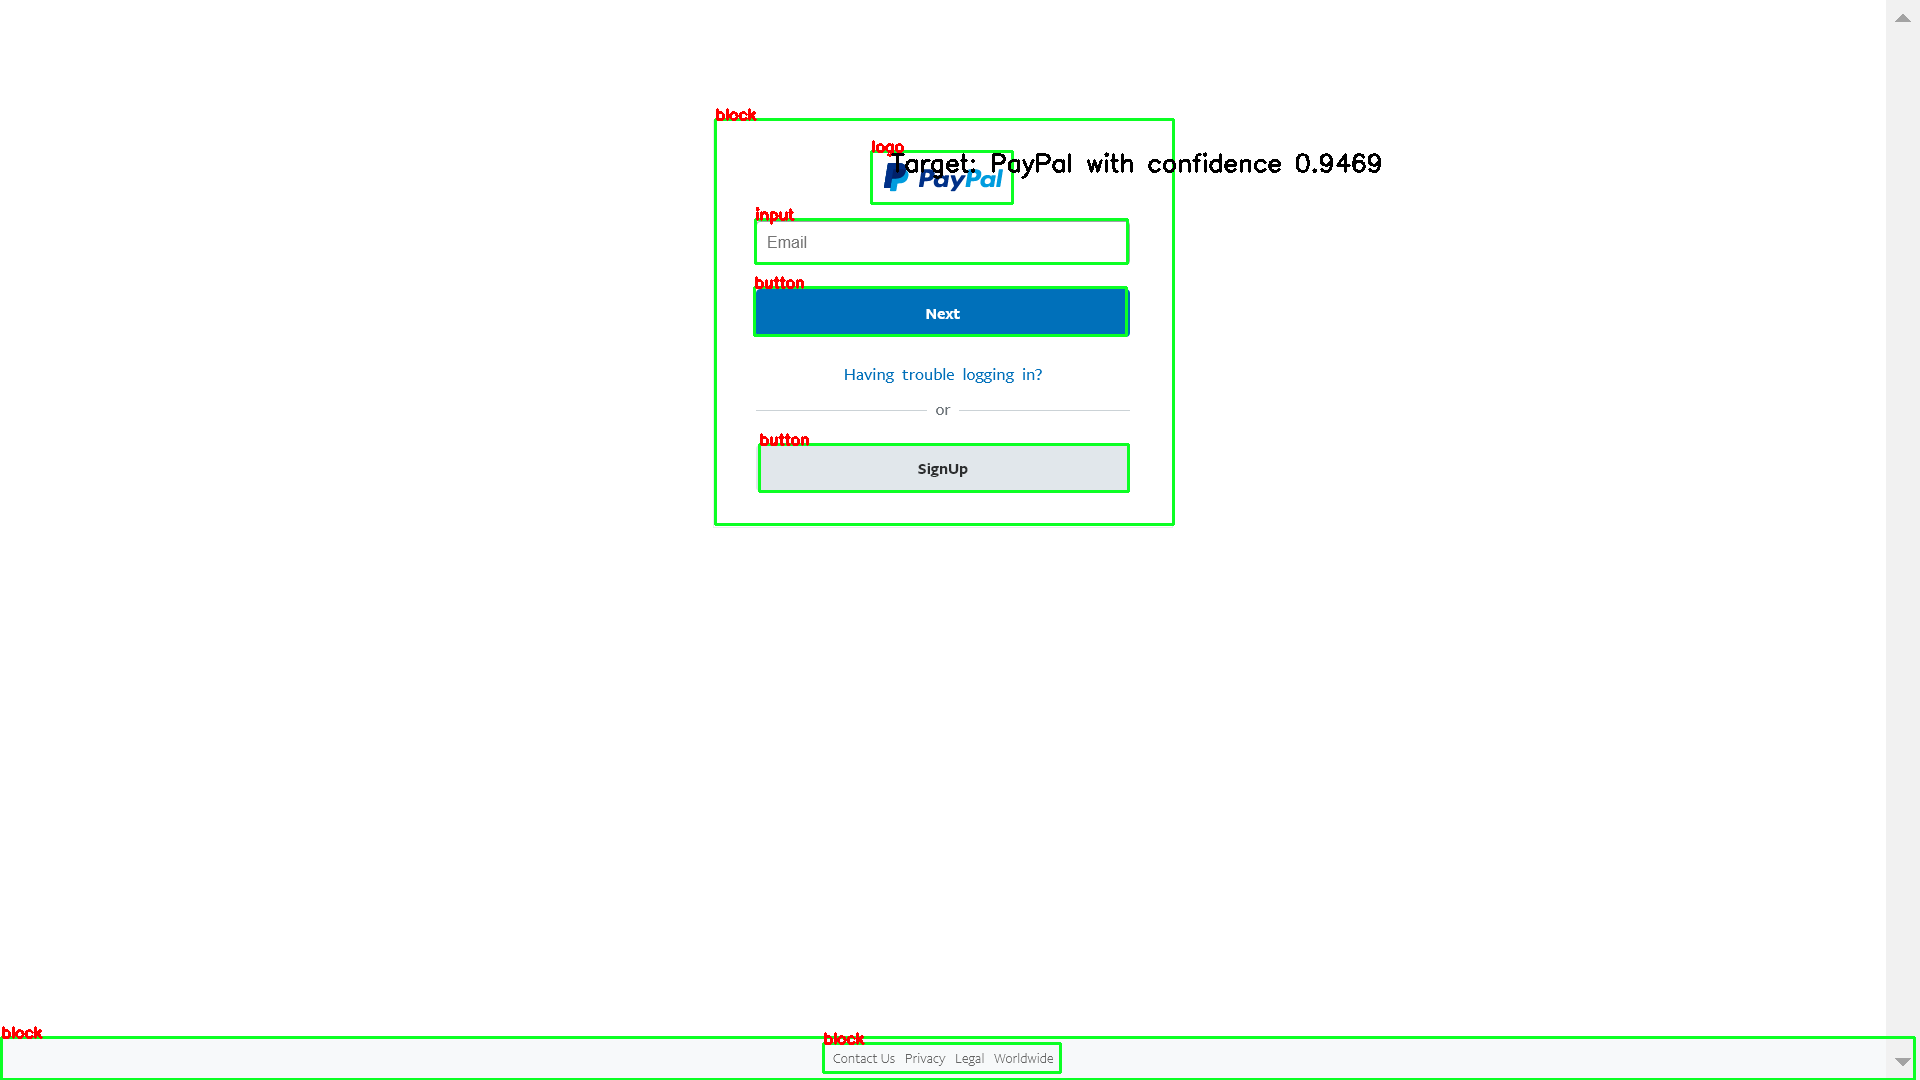 block
logo
Target: PayPal with confidence 0.9469
PayPal
input
Email
button
Next
Having trouble logging in?
or
button
SignUp
block
block
Contact Us Privacy Legal Worldwide